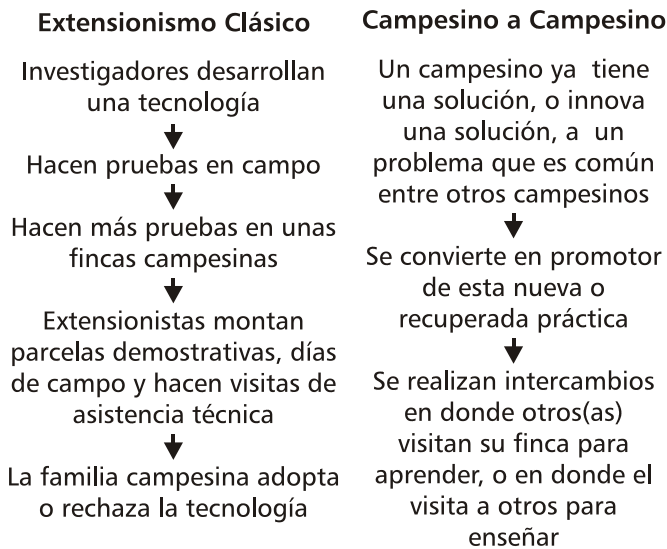 Extensionismo Clásico
Investigadores desarrollan
una tecnología
Hacen pruebas en campo
Hacen más pruebas en unas
fincas campesinas
Extensionistas montan
parcelas demostrativas, días
de campo y hacen visitas de
asistencia técnica
La familia campesina adopta
o rechaza la tecnología
Campesino a Campesino
Un campesino ya tiene
una solución, o innova
una solución, a un
problema que es común
entre otros campesinos
Se convierte en promotor
de esta nueva o
recuperada práctica
Se realizan intercambios
en donde otros(as)
visitan su finca para
aprender, o en donde el
visita a otros para
enseñar